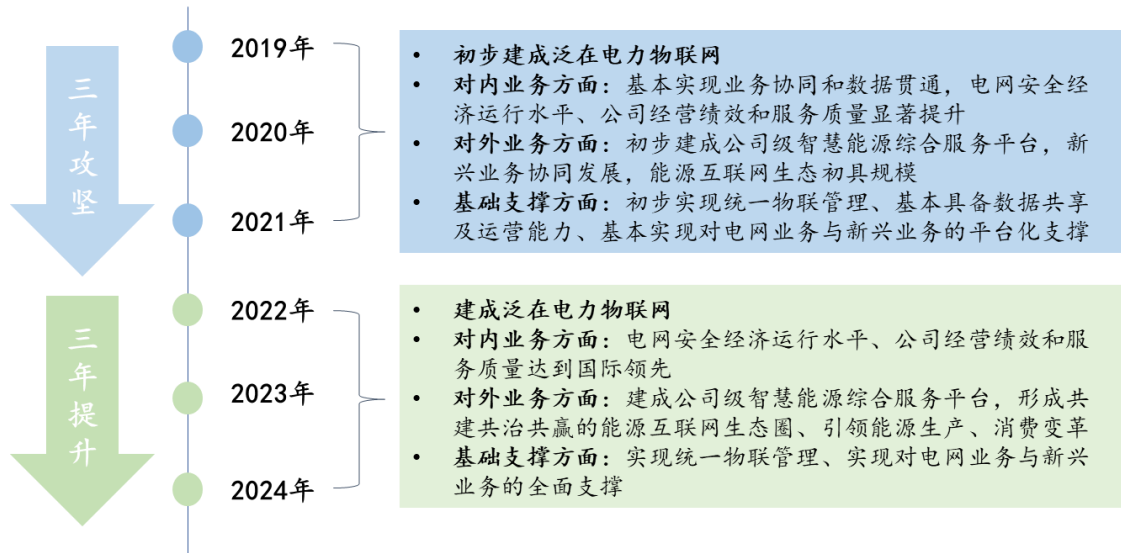 三年攻坚
2019年
2020年
2021年
• 初步建成泛在电力物联网
• 对内业务方面：基本实现业务协同和数据贯通，电网安全经
济运行水平、公司经营绩效和服务质量显著提升
• 对外业务方面：初步建成公司级智慧能源综合服务平台，新
兴业务协同发展，能源互联网生态初具规模
• 基础支撑方面：初步实现统一物联管理、基本具备数据共享
及运营能力、基本实现对电网业务与新兴业务的平台化支撑
三年提升
2022年
2023年
2024年
• 建成泛在电力物联网
• 对内业务方面：电网安全经济运行水平、公司经营绩效和服
务质量达到国际领先
• 对外业务方面：建成公司级智慧能源综合服务平台，形成共
建共治共赢的能源互联网生态圈、引领能源生产、消费变革
• 基础支撑方面：实现统一物联管理、实现对电网业务与新兴
业务的全面支撑